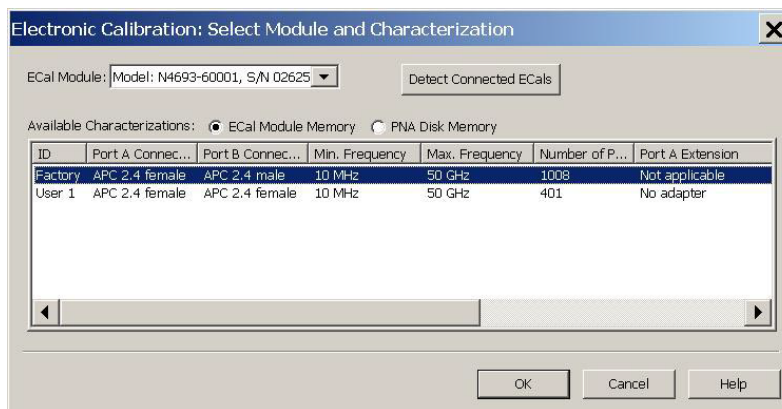 Electronic Calibration: Select Module and Characterization
ECal Module: Model: N4693-60001, S/N 02625 Detect Connected ECals
Available Characterizations: ECal Module Memory PNA Disk Memory
ID Port A Connec... Port B Connec... Min. Frequency Max. Frequency Number of P... Port A Extension
Factory APC 2.4 female APC 2.4 male 10 MHz 50 GHz 1008 Not applicable
User 1 APC 2.4 female APC 2.4 female 10 MHz 50 GHz 401 No adapter
OK Cancel Help